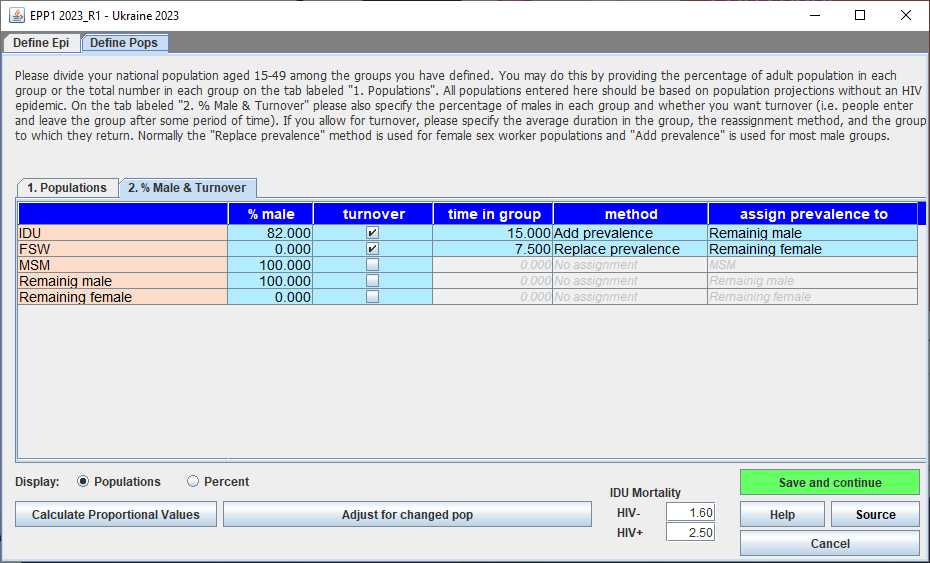 EPP1 2023_R1 - Ukraine 2023
Define Epi Define Pops
Please divide your national population aged 15-49 among the groups you have defined. You may do this by providing the percentage of adult population in each
group or the total number in each group on the tab labeled "1. Populations". All populations entered here should be based on population projections without an HIV
epidemic. On the tab labeled "2. % Male & Turnover" please also specify the percentage of males in each group and whether you want turnover (i.e. people enter
and leave the group after some period of time). If you allow for turnover, please specify the average duration in the group, the reassignment method, and the group
to which they return. Normally the "Replace prevalence" method is used for female sex worker populations and "Add prevalence" is used for most male groups.
1. Populations 2. % Male & Turnover
% male turnover time in group method assign prevalence to
IDU 82.000 15.000 Add prevalence Remainig male
FSW 0.000 7.500 Replace prevalence Remaining female
MSM 100.000 0.000 No assignment MSM
Remainig male 100.000 0.000 No assignment Remainig male
Remaining female 0.000 0.000 No assignment Remaining female
Display: Populations Percent
Save and continue
Calculate Proportional Values Adjust for changed pop
IDU Mortality
HIV- 1.60
HIV+ 2.50
Help Source
Cancel